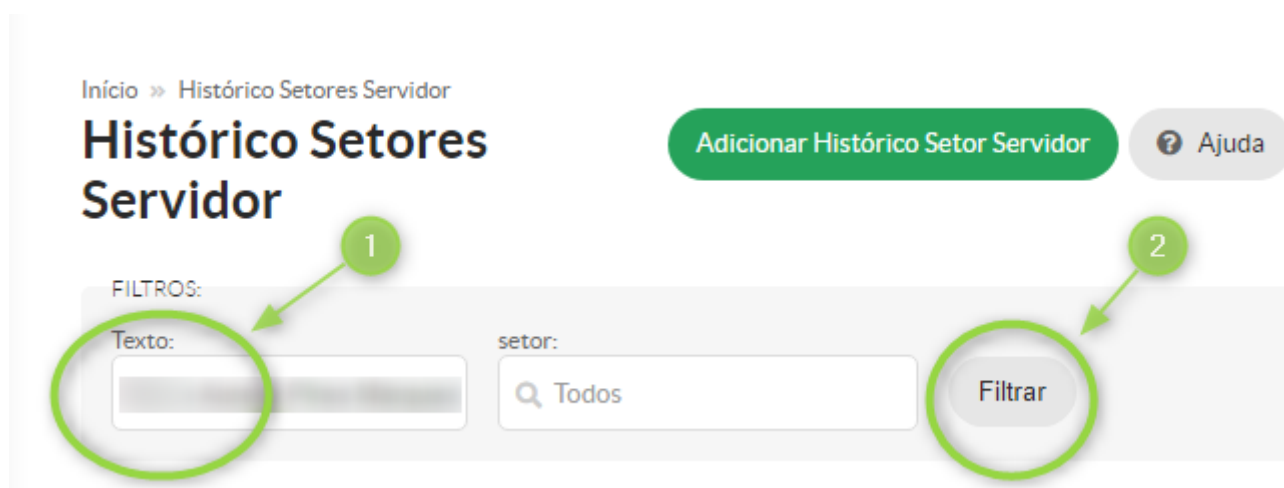 Início » Histórico Setores Servidor
Histórico Setores
Servidor
Adicionar Histórico Setor Servidor
Ajuda
1
2
FILTROS:
Texto:
setor:
Todos
Filtrar